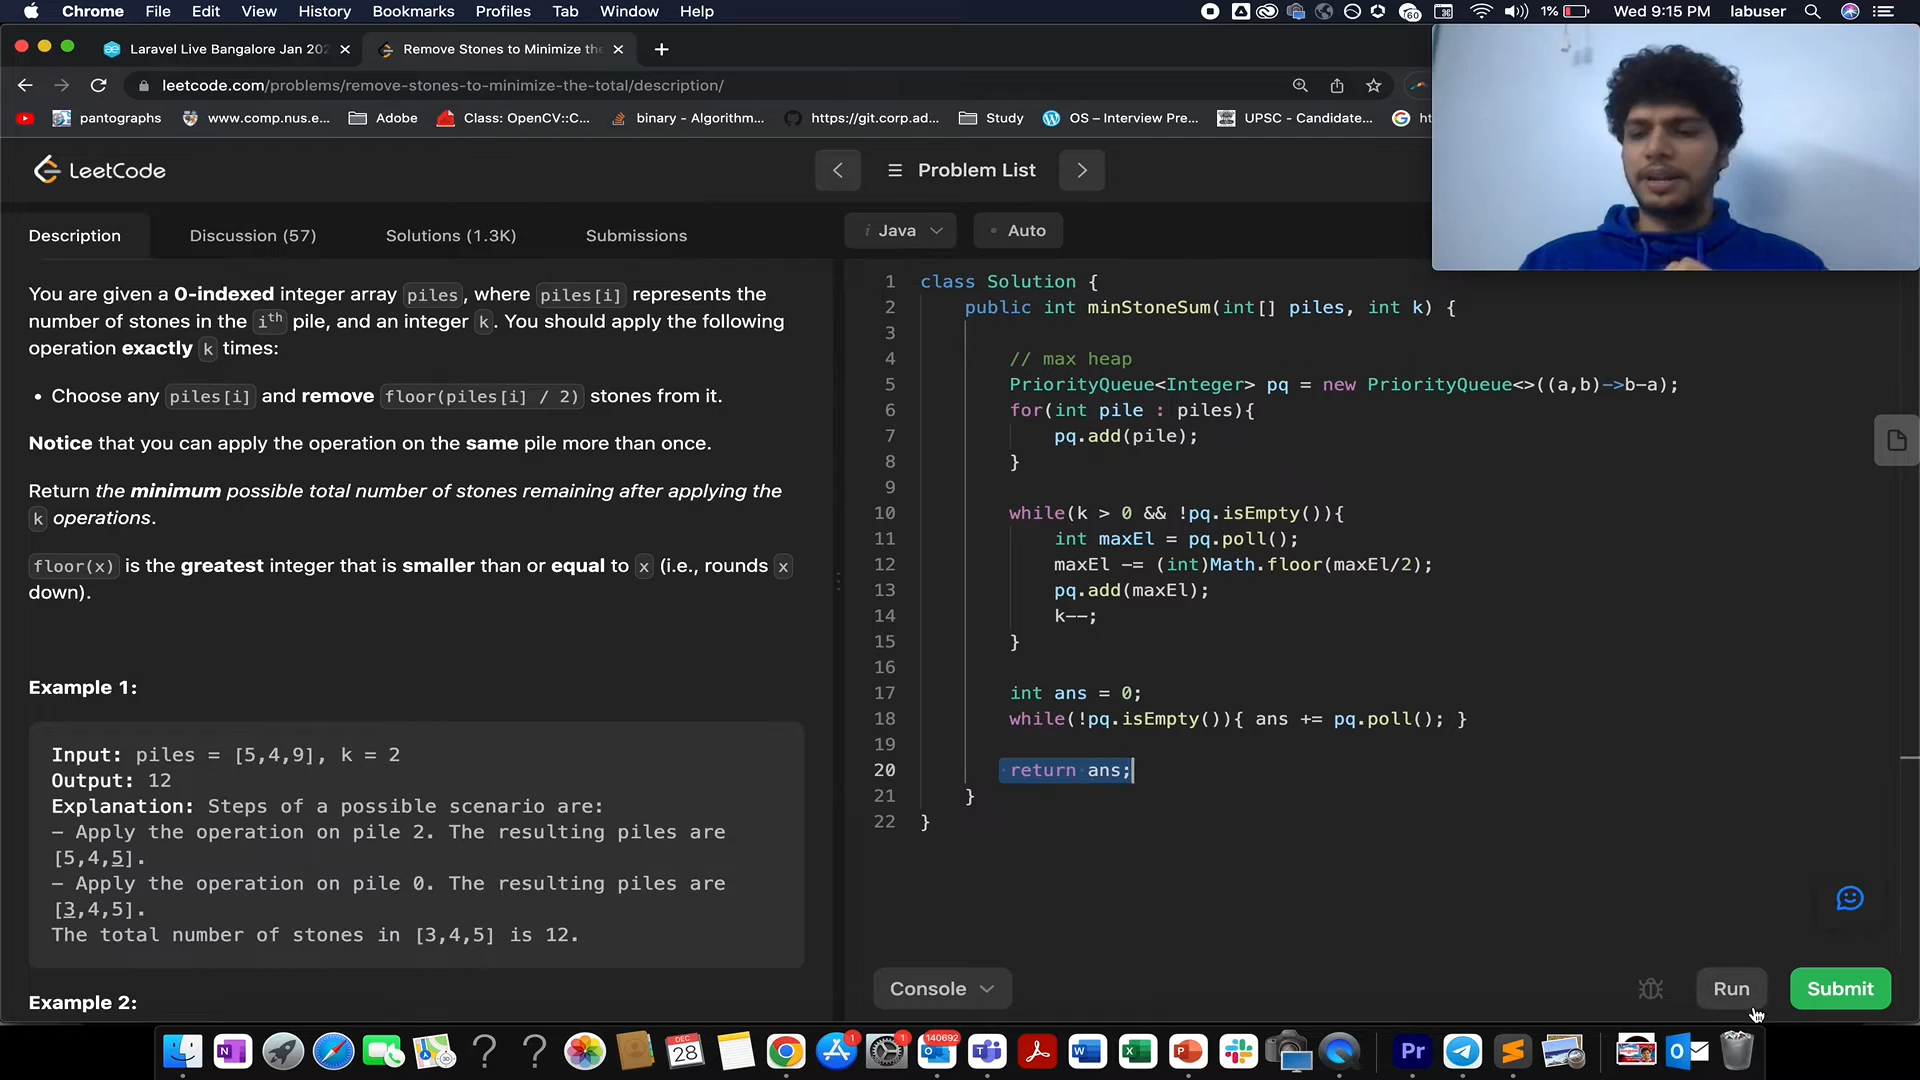 Chrome File Edit View History Bookmarks Profiles Tab Window Help 60 1% Wed 9:15 PM labuser
Laravel Live Bangalore Jan 202 Remove Stones to Minimize the
leetcode.com/problems/remove-stones-to-minimize-the-total/description/
pantographs www.comp.nus.e... Adobe Class: OpenCV::C... binary - Algorithm... https://git.corp.ad... Study OS – Interview Pre... UPSC - Candidate... ht
LeetCode Problem List
Description Discussion (57) Solutions (1.3K) Submissions
i Java • Auto
You are given a 0-indexed integer array piles, where piles[i] represents the
number of stones in the ith pile, and an integer k. You should apply the following
operation exactly k times:
• Choose any piles[i] and remove floor(piles[i] / 2) stones from it.
Notice that you can apply the operation on the same pile more than once.
Return the minimum possible total number of stones remaining after applying the
k operations.
floor(x) is the greatest integer that is smaller than or equal to x (i.e., rounds x
down).
Example 1:
Input: piles = [5,4,9], k = 2
Output: 12
Explanation: Steps of a possible scenario are:
- Apply the operation on pile 2. The resulting piles are
[5,4,5].
- Apply the operation on pile 0. The resulting piles are
[3,4,5].
The total number of stones in [3,4,5] is 12.
Example 2:
1 class Solution {
2 public int minStoneSum(int[] piles, int k) {
3
4 // max heap
5 PriorityQueue<Integer> pq = new PriorityQueue<>((a,b)->b-a);
6 for(int pile : piles){
7 pq.add(pile);
8 }
9
10 while(k > 0 && !pq.isEmpty()){
11 int maxEl = pq.poll();
12 maxEl -= (int)Math.floor(maxEl/2);
13 pq.add(maxEl);
14 k--;
15 }
16
17 int ans = 0;
18 while(!pq.isEmpty()){ ans += pq.poll(); }
19
20 return ans;
21 }
22 }
Console Run Submit
DEC
28
1 1 140692
Pr